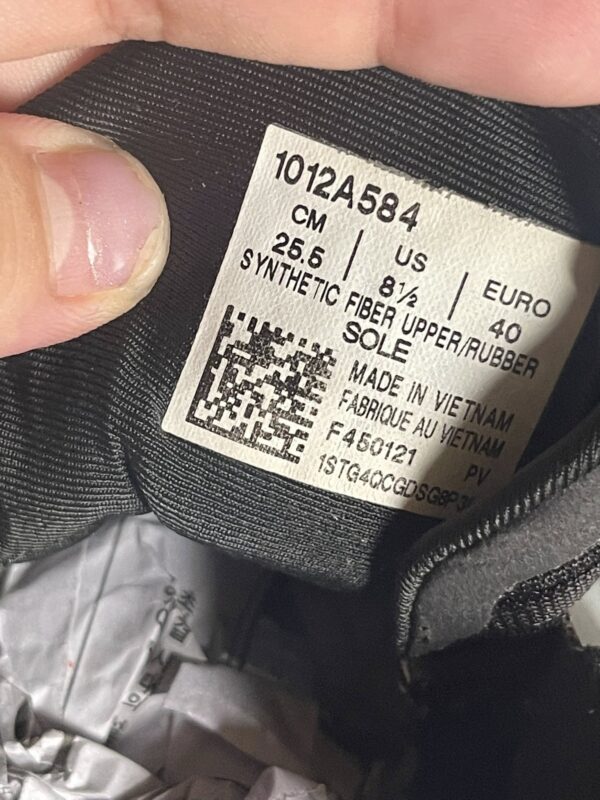 1012A584
CM | US | EURO
25.5 | 8½ | 40
SYNTHETIC FIBER UPPER/RUBBER
SOLE
MADE IN VIETNAM
FABRIQUE AU VIETNAM
F450121 PV